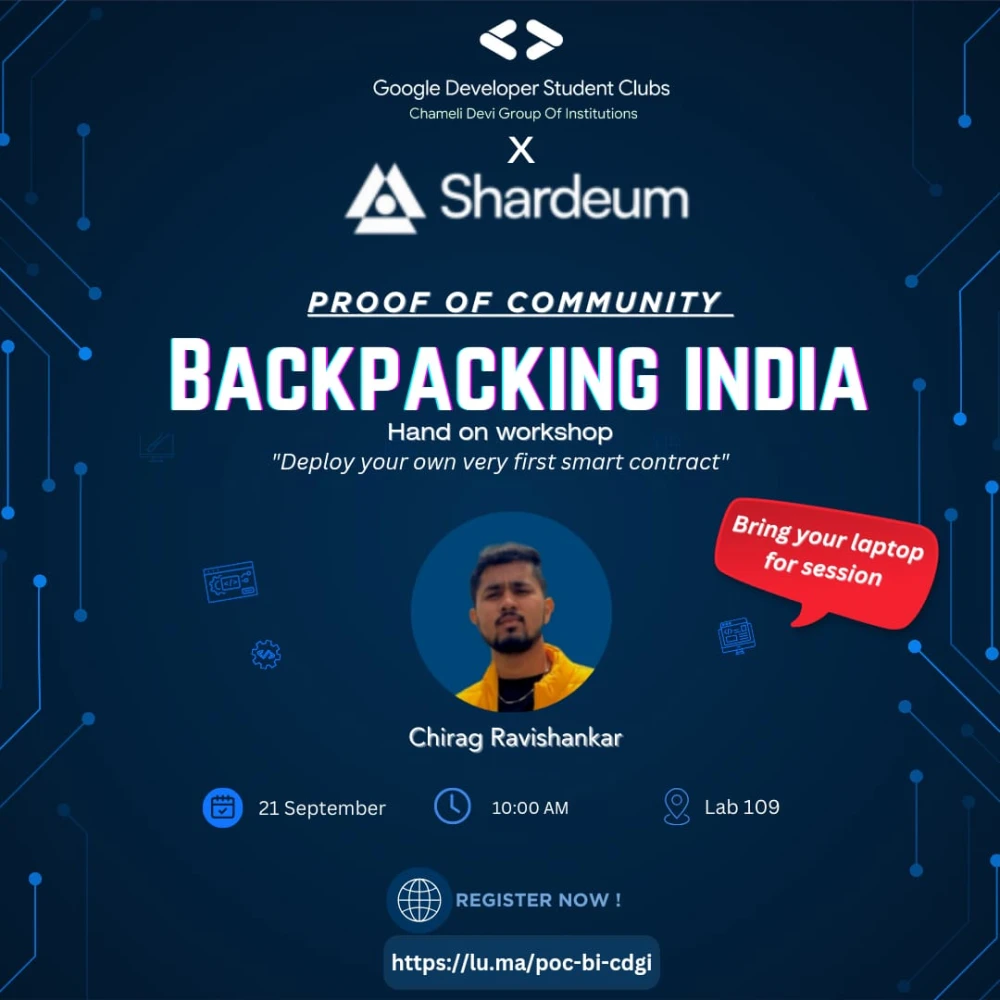 Google Developer Student Clubs
Chameli Devi Group Of Institutions
X
Shardeum
PROOF OF COMMUNITY
BACKPACKING INDIA
Hand on workshop
"Deploy your own very first smart contract"
Bring your laptop
for session
Chirag Ravishankar
21 September
10:00 AM
Lab 109
REGISTER NOW !
https://lu.ma/poc-bi-cdgi